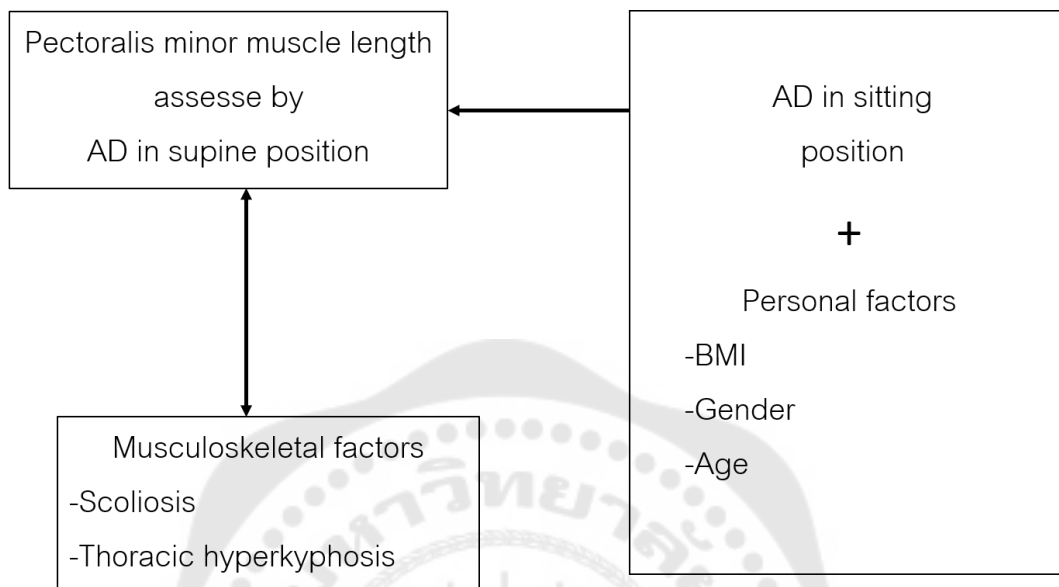 Pectoralis minor muscle length
assesse by
AD in supine position
AD in sitting
position
+
Personal factors
-BMI
-Gender
-Age
Musculoskeletal factors
-Scoliosis
-Thoracic hyperkyphosis